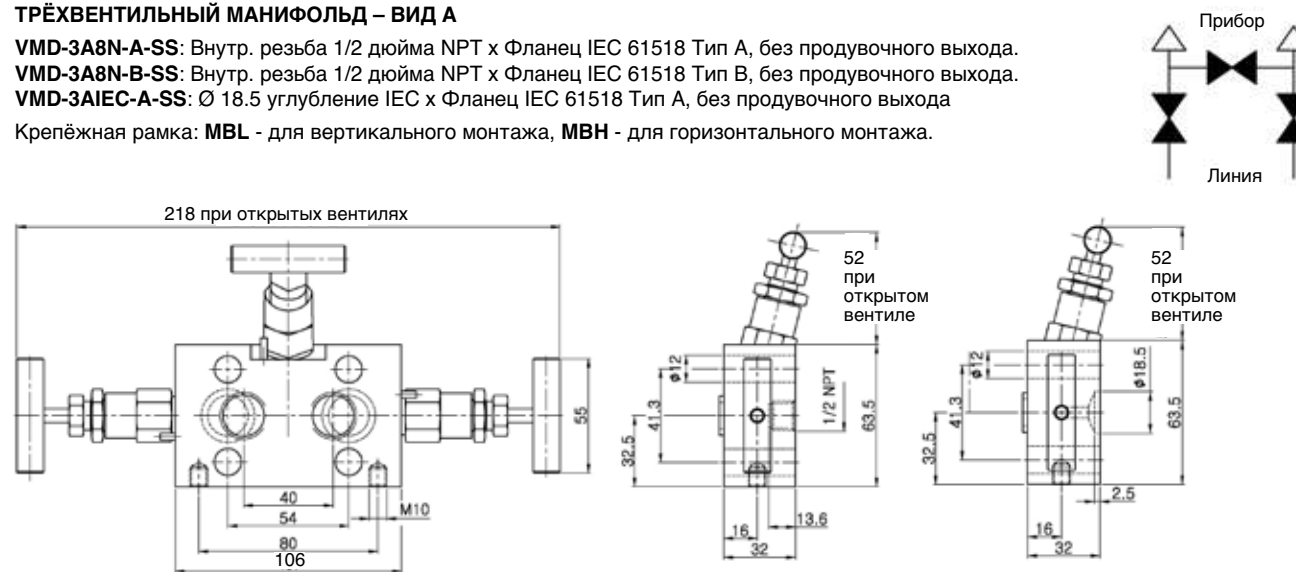 ТРЁХВЕНТИЛЬНЫЙ МАНИФОЛЬД – ВИД А
VMD-3A8N-A-SS: Внутр. резьба 1/2 дюйма NPT x Фланец IEC 61518 Тип А, без продувочного выхода.
VMD-3A8N-B-SS: Внутр. резьба 1/2 дюйма NPT x Фланец IEC 61518 Тип В, без продувочного выхода.
VMD-3AIEC-A-SS: Ø 18.5 углубление IEC x Фланец IEC 61518 Тип А, без продувочного выхода
Крепёжная рамка: MBL - для вертикального монтажа, MBH - для горизонтального монтажа.
Прибор
Линия
218 при открытых вентилях
55
40
M10
54
80
106
52
при
открытом
вентиле
ø12
41.3
32.5
1/2 NPT
63.5
13.6
16
32
52
при
открытом
вентиле
ø12
41.3
32.5
ø18.5
63.5
2.5
16
32